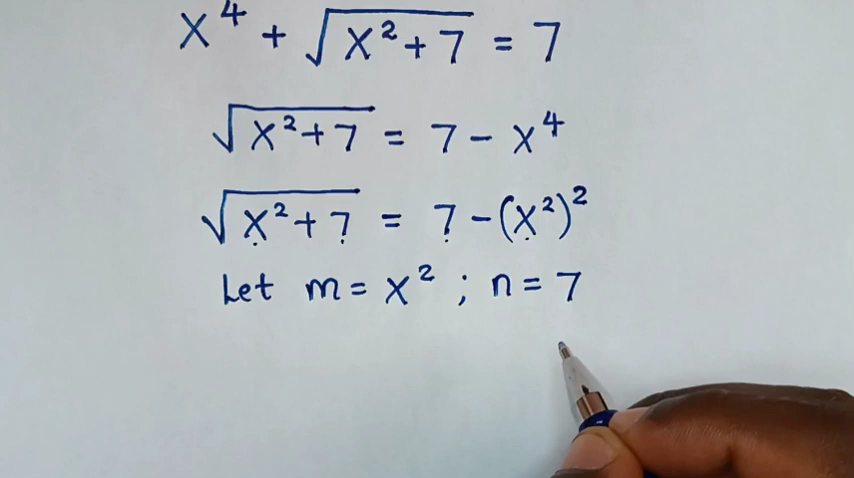 x⁴ + √(x²+7) = 7
√(x²+7) = 7 − x⁴
√(x²+7) = 7 −(x²)²
Let m = x² ; n = 7